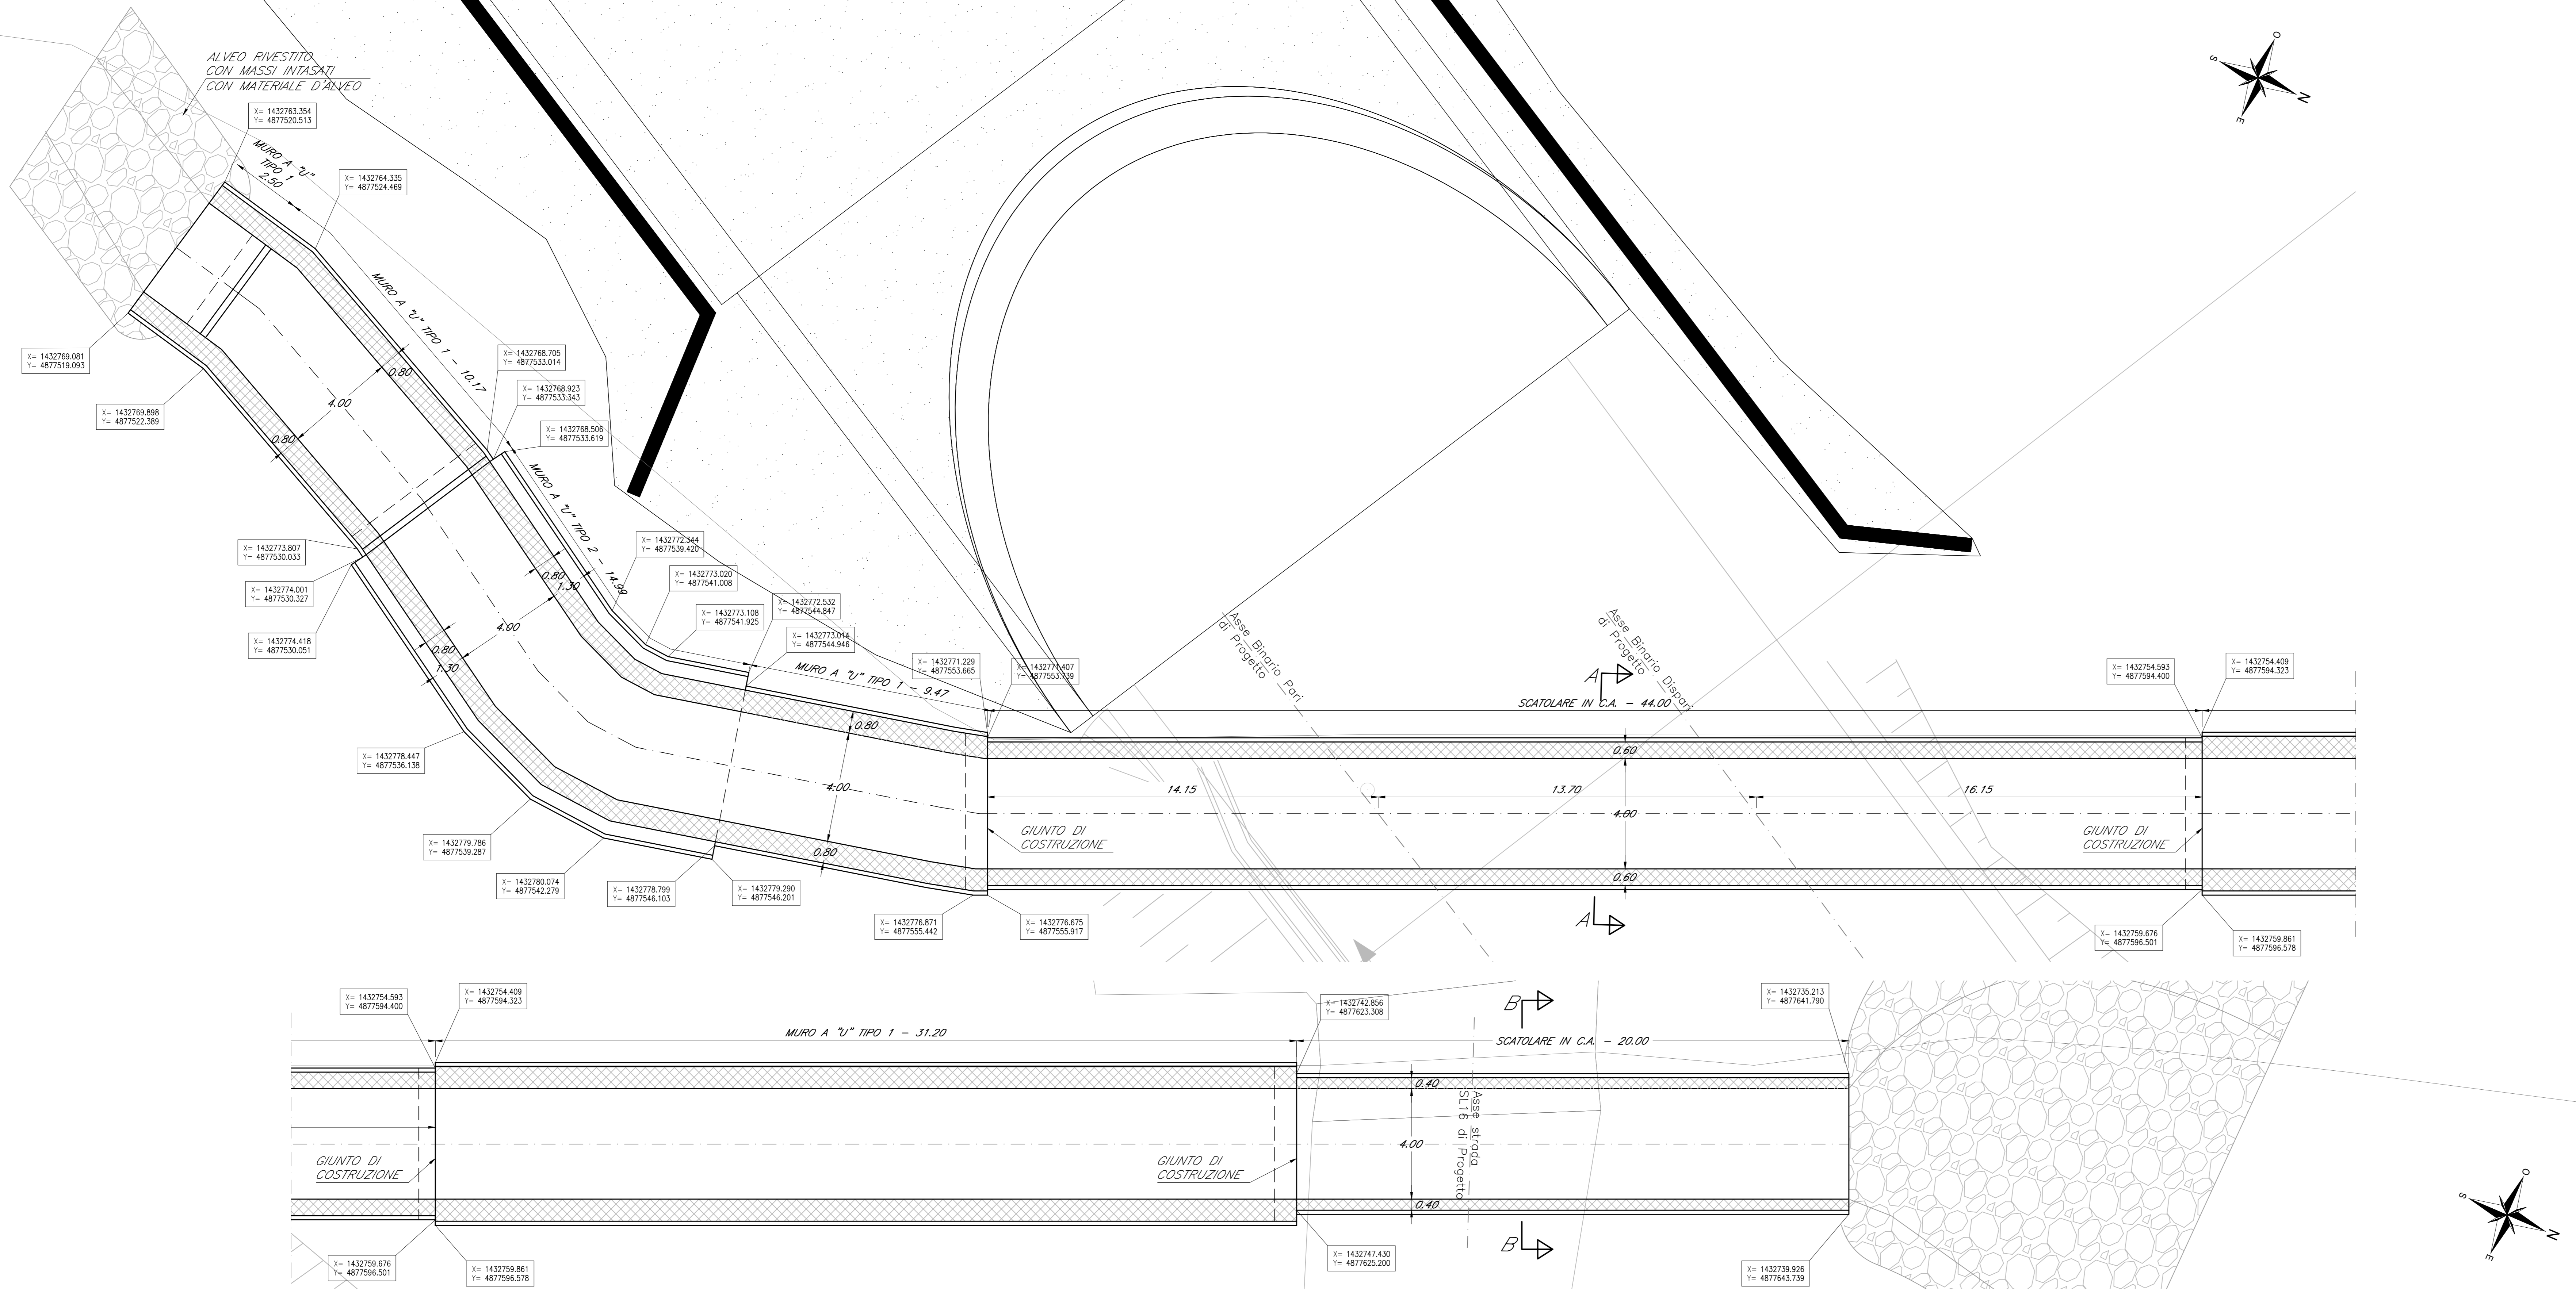 ALVEO RIVESTITO
CON MASSI INTASATI
CON MATERIALE D'ALVEO
X= 1432763.354
Y= 4877520.513
MURO A "U"
TIPO 1
2.50
X= 1432764.335
Y= 4877524.469
MURO A "U" TIPO 1 - 10.17
X= 1432769.081
Y= 4877519.093
X= 1432769.898
Y= 4877522.389
0.80
4.00
0.80
X= 1432768.705
Y= 4877533.014
X= 1432768.923
Y= 4877533.343
X= 1432768.506
Y= 4877533.619
MURO A "U" TIPO 2 - 14.99
X= 1432773.807
Y= 4877530.033
X= 1432774.001
Y= 4877530.327
X= 1432774.418
Y= 4877530.051
0.80
1.30
4.00
0.80
1.30
X= 1432772.344
Y= 4877539.420
X= 1432773.020
Y= 4877541.008
X= 1432773.108
Y= 4877541.925
X= 1432772.532
Y= 4877544.847
X= 1432773.014
Y= 4877544.946
MURO A "U" TIPO 1 - 9.47
X= 1432771.229
Y= 4877553.665
X= 1432771.407
Y= 4877553.739
X= 1432778.447
Y= 4877536.138
X= 1432779.786
Y= 4877539.287
X= 1432780.074
Y= 4877542.279
X= 1432778.799
Y= 4877546.103
X= 1432779.290
Y= 4877546.201
0.80
4.00
0.80
X= 1432776.871
Y= 4877555.442
X= 1432776.675
Y= 4877555.917
GIUNTO DI
COSTRUZIONE
Asse Binario Pari
di Progetto
Asse Binario Dispari
di Progetto
A
SCATOLARE IN C.A. - 44.00
0.60
14.15
13.70
16.15
4.00
0.60
A
GIUNTO DI
COSTRUZIONE
X= 1432754.593
Y= 4877594.400
X= 1432754.409
Y= 4877594.323
X= 1432759.676
Y= 4877596.501
X= 1432759.861
Y= 4877596.578
O
S
N
E
X= 1432754.593
Y= 4877594.400
X= 1432754.409
Y= 4877594.323
MURO A "U" TIPO 1 - 31.20
X= 1432742.856
Y= 4877623.308
B
SCATOLARE IN C.A. - 20.00
X= 1432735.213
Y= 4877641.790
0.40
4.00
0.40
Asse strada
SL16 di Progetto
GIUNTO DI
COSTRUZIONE
GIUNTO DI
COSTRUZIONE
B
X= 1432759.676
Y= 4877596.501
X= 1432759.861
Y= 4877596.578
X= 1432747.430
Y= 4877625.200
X= 1432739.926
Y= 4877643.739
O
S
N
E